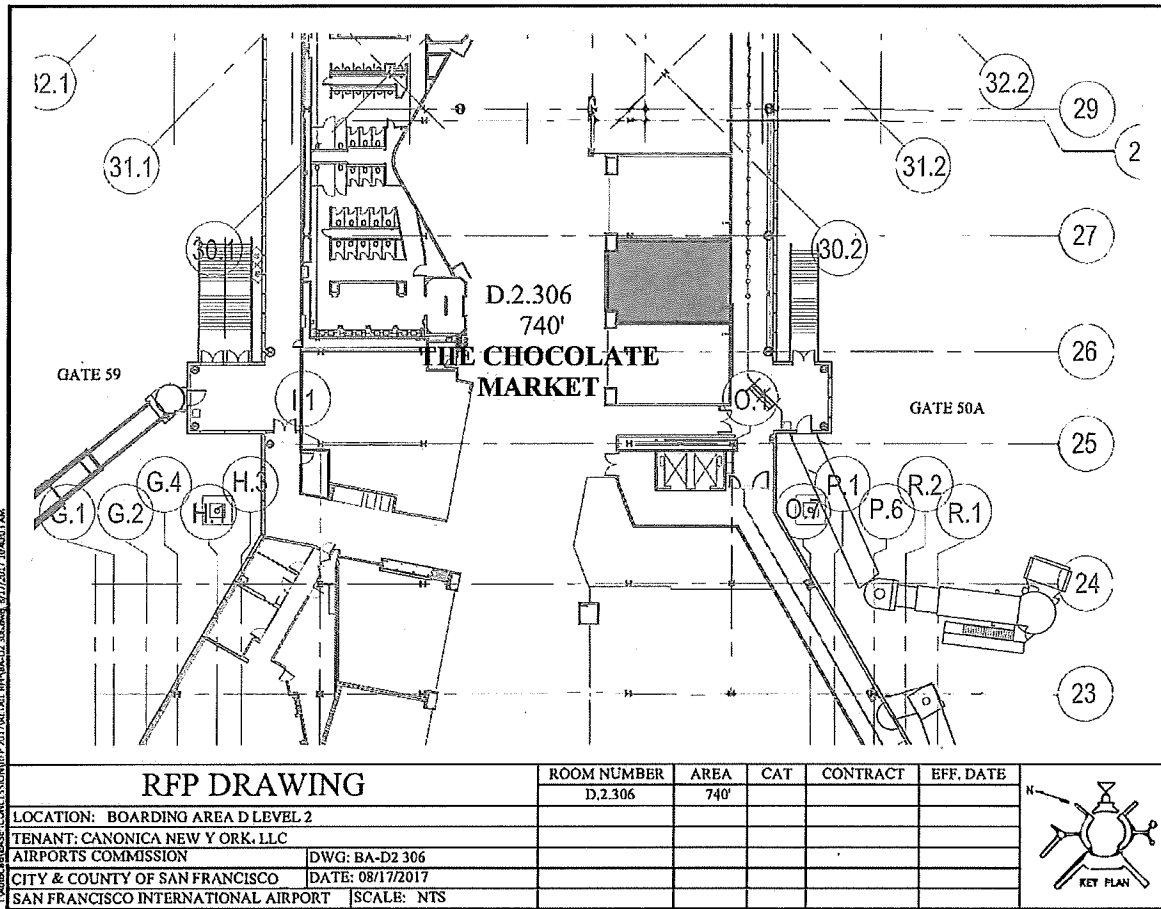 32.1
32.2
29
2
31.1
31.2
27
30.1
30.2
D.2.306
740'
26
THE CHOCOLATE
MARKET
GATE 59
GATE 50A
25
G.4
H.3
P.1
R.2
G.1
G.2
P.6
R.1
24
23
RFP DRAWING
ROOM NUMBER AREA CAT CONTRACT EFF. DATE
D.2.306 740'
LOCATION: BOARDING AREA D LEVEL 2
TENANT: CANONICA NEW Y ORK, LLC
AIRPORTS COMMISSION DWG: BA-D2 306
CITY & COUNTY OF SAN FRANCISCO DATE: 08/17/2017
SAN FRANCISCO INTERNATIONAL AIRPORT SCALE: NTS
N
KEY PLAN